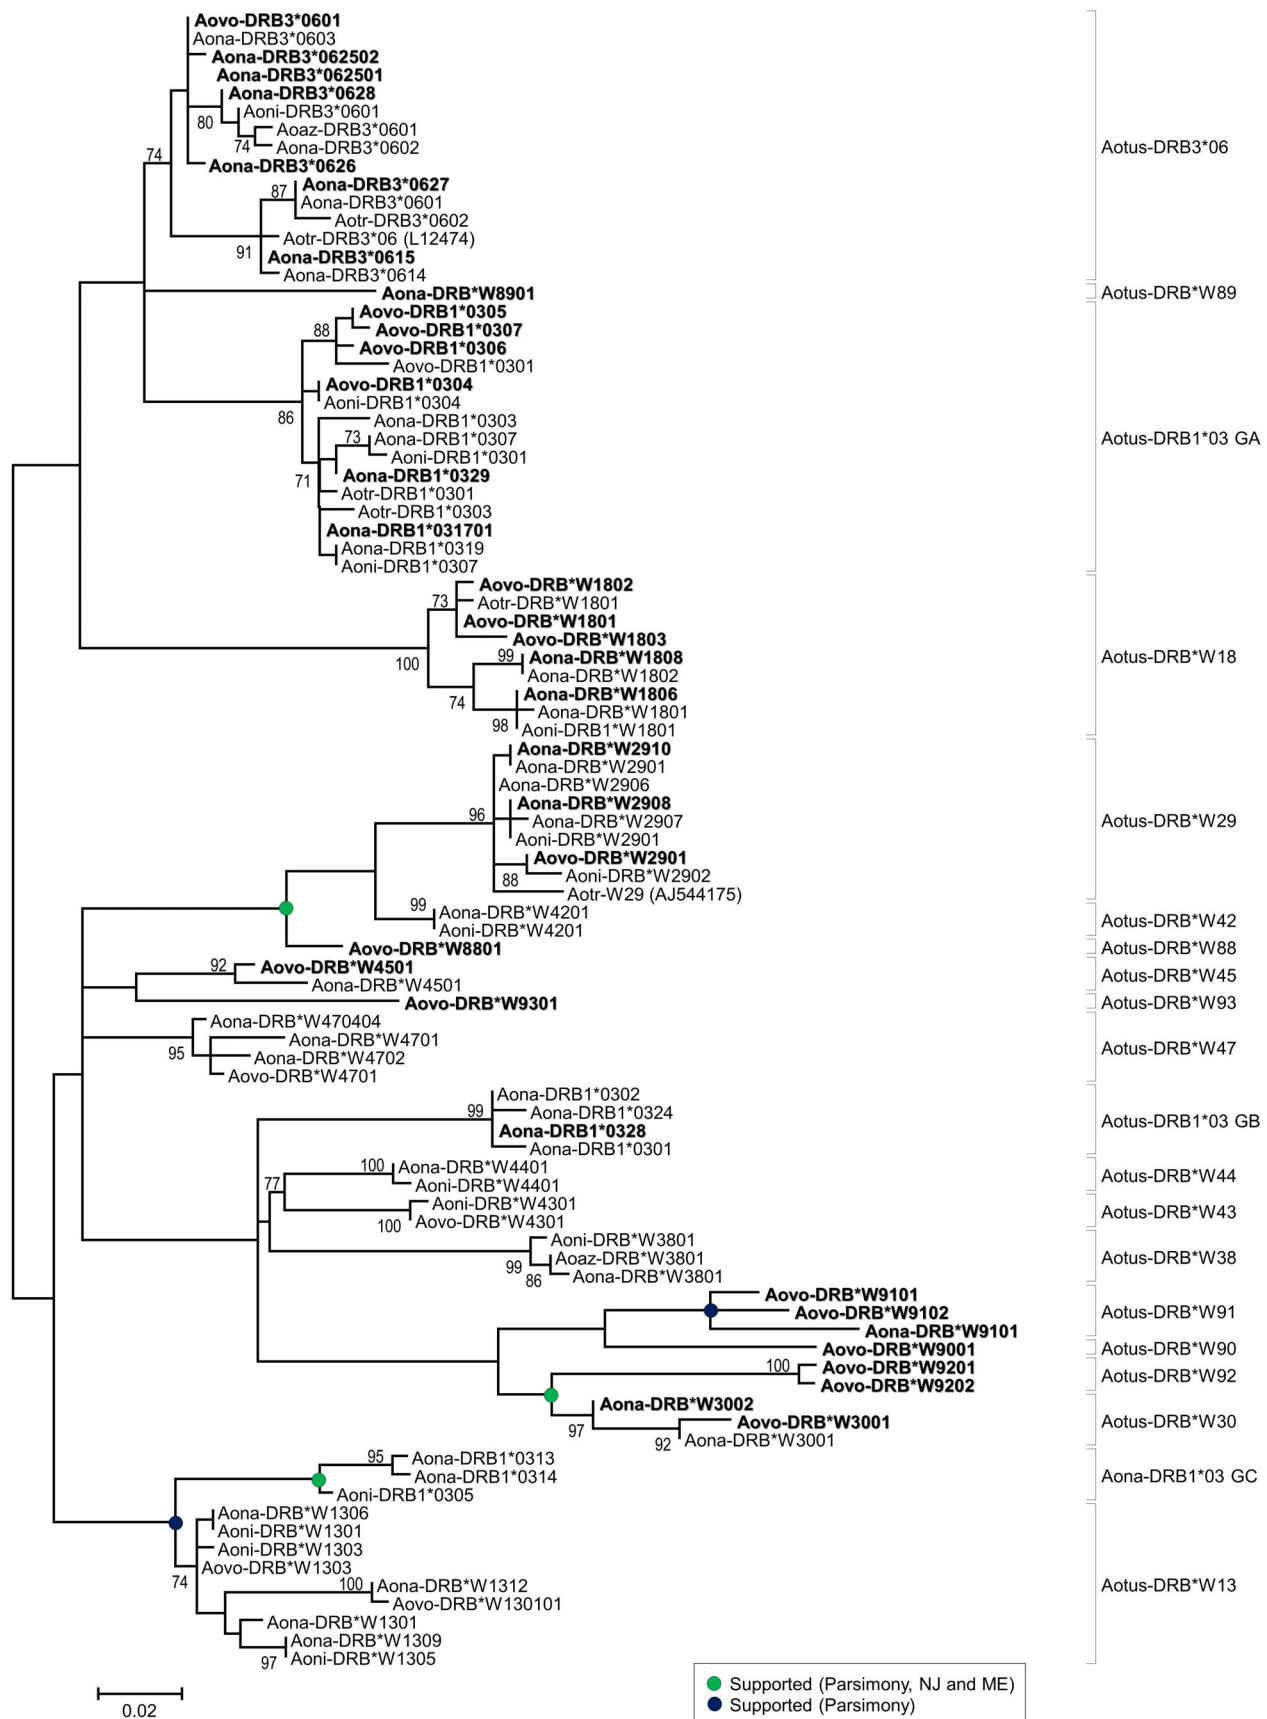 Aovo-DRB3*0601
Aona-DRB3*0603
Aona-DRB3*062502
Aona-DRB3*062501
Aona-DRB3*0628
Aoni-DRB3*0601
80
Aoaz-DRB3*0601
74
Aona-DRB3*0602
Aotus-DRB3*06
74
Aona-DRB3*0626
Aona-DRB3*0627
87
Aona-DRB3*0601
Aotr-DRB3*0602
Aotr-DRB3*06 (L12474)
91
Aona-DRB3*0615
Aona-DRB3*0614
Aona-DRB*W8901
Aotus-DRB*W89
Aovo-DRB1*0305
88
Aovo-DRB1*0307
Aovo-DRB1*0306
Aovo-DRB1*0301
Aovo-DRB1*0304
Aoni-DRB1*0304
86
Aona-DRB1*0303
73
Aona-DRB1*0307
Aotus-DRB1*03 GA
Aoni-DRB1*0301
71
Aona-DRB1*0329
Aotr-DRB1*0301
Aotr-DRB1*0303
Aona-DRB1*031701
Aona-DRB1*0319
Aoni-DRB1*0307
Aovo-DRB*W1802
73
Aotr-DRB*W1801
Aovo-DRB*W1801
Aovo-DRB*W1803
100
99
Aona-DRB*W1808
Aotus-DRB*W18
Aona-DRB*W1802
74
Aona-DRB*W1806
Aona-DRB*W1801
98
Aoni-DRB1*W1801
Aona-DRB*W2910
Aona-DRB*W2901
Aona-DRB*W2906
Aona-DRB*W2908
96
Aona-DRB*W2907
Aotus-DRB*W29
Aoni-DRB*W2901
Aovo-DRB*W2901
88
Aoni-DRB*W2902
Aotr-W29 (AJ544175)
99
Aona-DRB*W4201
Aotus-DRB*W42
Aoni-DRB*W4201
Aovo-DRB*W8801
Aotus-DRB*W88
92
Aovo-DRB*W4501
Aotus-DRB*W45
Aona-DRB*W4501
Aovo-DRB*W9301
Aotus-DRB*W93
Aona-DRB*W470404
Aona-DRB*W4701
95
Aona-DRB*W4702
Aotus-DRB*W47
Aovo-DRB*W4701
Aona-DRB1*0302
99
Aona-DRB1*0324
Aona-DRB1*0328
Aotus-DRB1*03 GB
Aona-DRB1*0301
100
Aona-DRB*W4401
Aotus-DRB*W44
77
Aoni-DRB*W4401
Aoni-DRB*W4301
Aotus-DRB*W43
100
Aovo-DRB*W4301
Aoni-DRB*W3801
99
Aoaz-DRB*W3801
Aotus-DRB*W38
86
Aona-DRB*W3801
Aovo-DRB*W9101
Aovo-DRB*W9102
Aotus-DRB*W91
Aona-DRB*W9101
Aovo-DRB*W9001
Aotus-DRB*W90
100
Aovo-DRB*W9201
Aotus-DRB*W92
Aovo-DRB*W9202
Aona-DRB*W3002
97
Aovo-DRB*W3001
Aotus-DRB*W30
92
Aona-DRB*W3001
95
Aona-DRB1*0313
Aona-DRB1*0314
Aona-DRB1*03 GC
Aoni-DRB1*0305
Aona-DRB*W1306
Aoni-DRB*W1301
Aoni-DRB*W1303
Aovo-DRB*W1303
74
100
Aona-DRB*W1312
Aotus-DRB*W13
Aovo-DRB*W130101
Aona-DRB*W1301
Aona-DRB*W1309
97
Aoni-DRB*W1305
0.02
Supported (Parsimony, NJ and ME)
Supported (Parsimony)